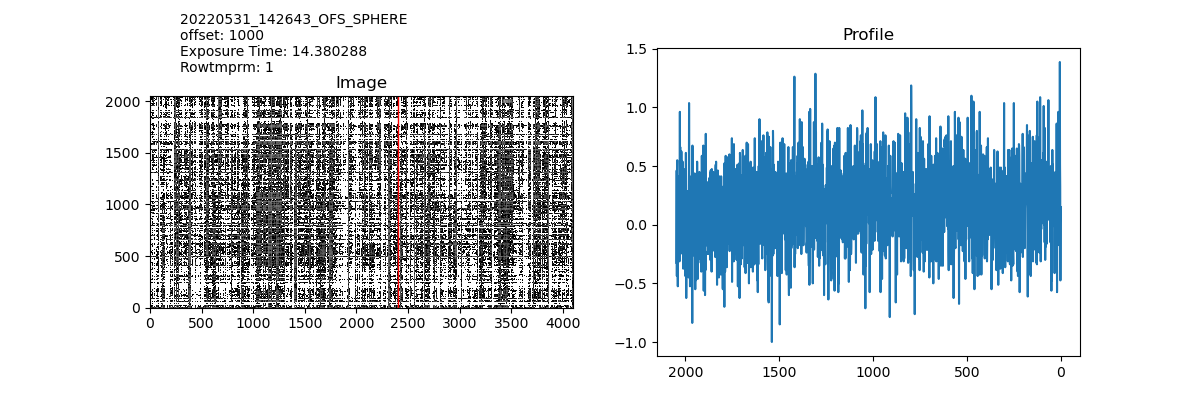 20220531_142643_OFS_SPHERE
offset: 1000
Exposure Time: 14.380288
Rowtmprm: 1
Image
2000
1500
1000
500
0
0 500 1000 1500 2000 2500 3000 3500 4000
Profile
1.5
1.0
0.5
0.0
−0.5
−1.0
2000 1500 1000 500 0